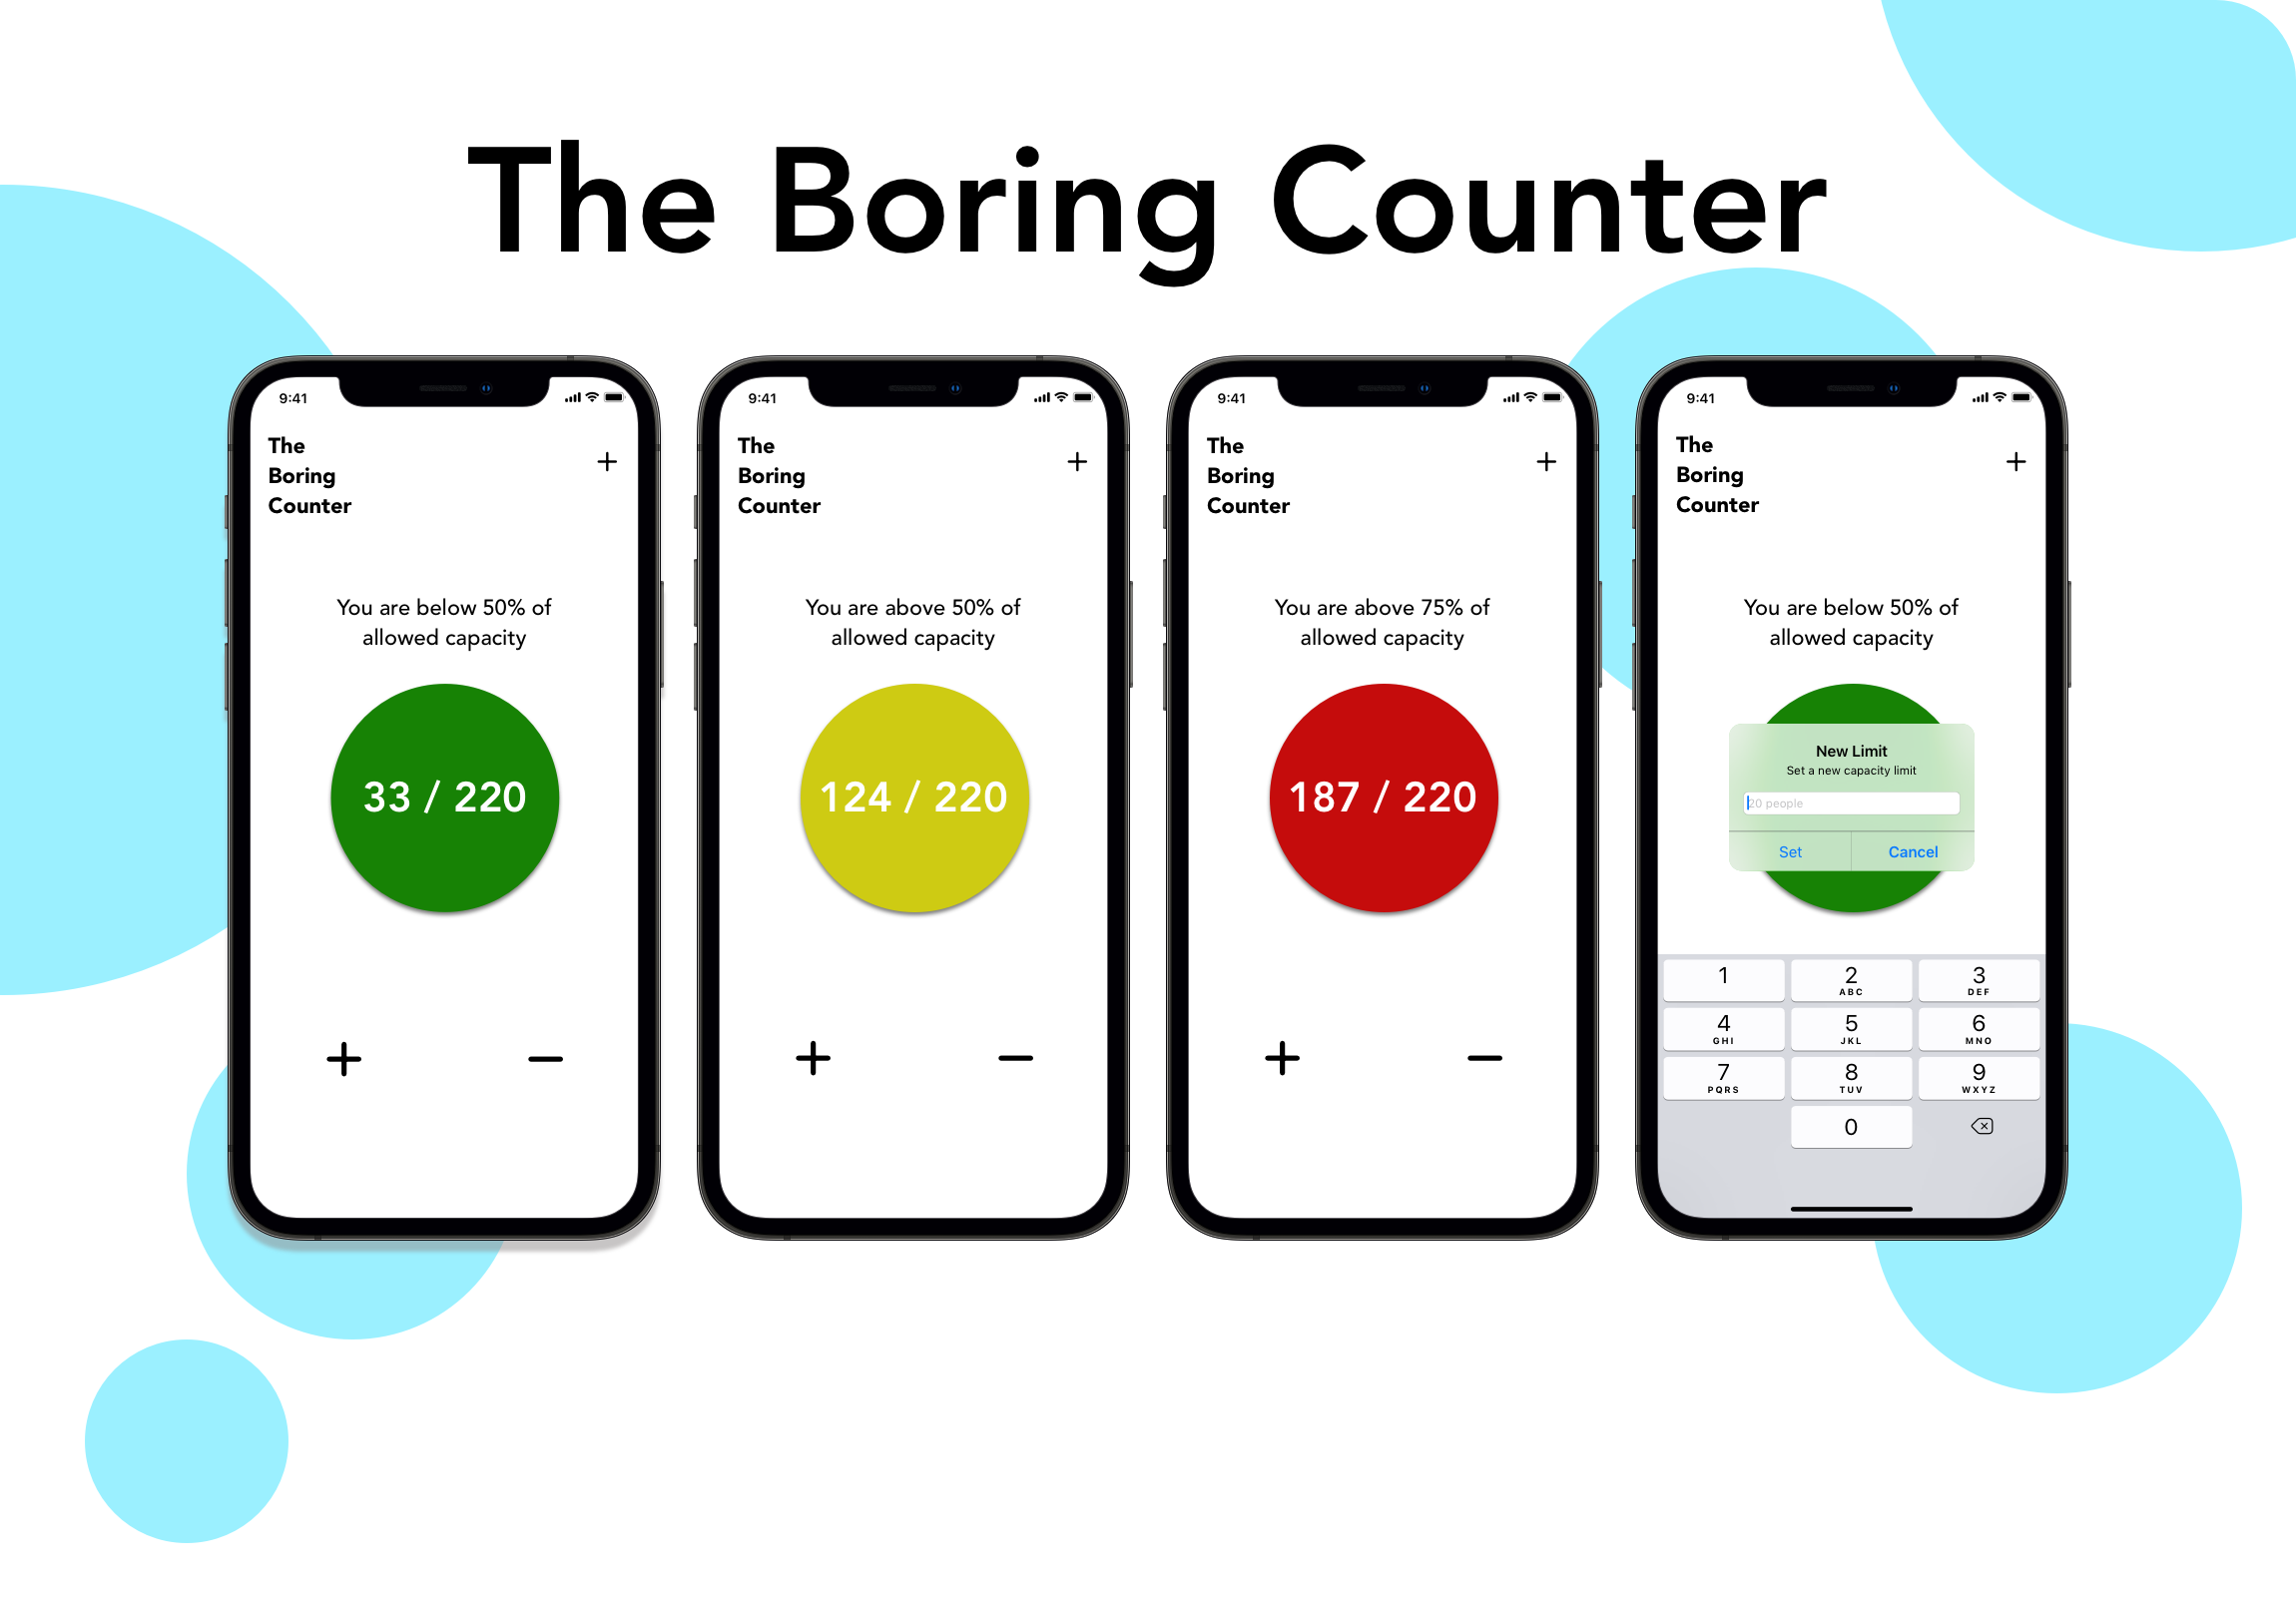 The Boring Counter
9:41
The
Boring
Counter
+
You are below 50% of
allowed capacity
33 / 220
+ −
9:41
The
Boring
Counter
+
You are above 50% of
allowed capacity
124 / 220
+ −
9:41
The
Boring
Counter
+
You are above 75% of
allowed capacity
187 / 220
+ −
9:41
The
Boring
Counter
+
You are below 50% of
allowed capacity
New Limit
Set a new capacity limit
20 people
Set Cancel
1 2 3
ABC DEF
4 5 6
GHI JKL MNO
7 8 9
PQRS TUV WXYZ
0